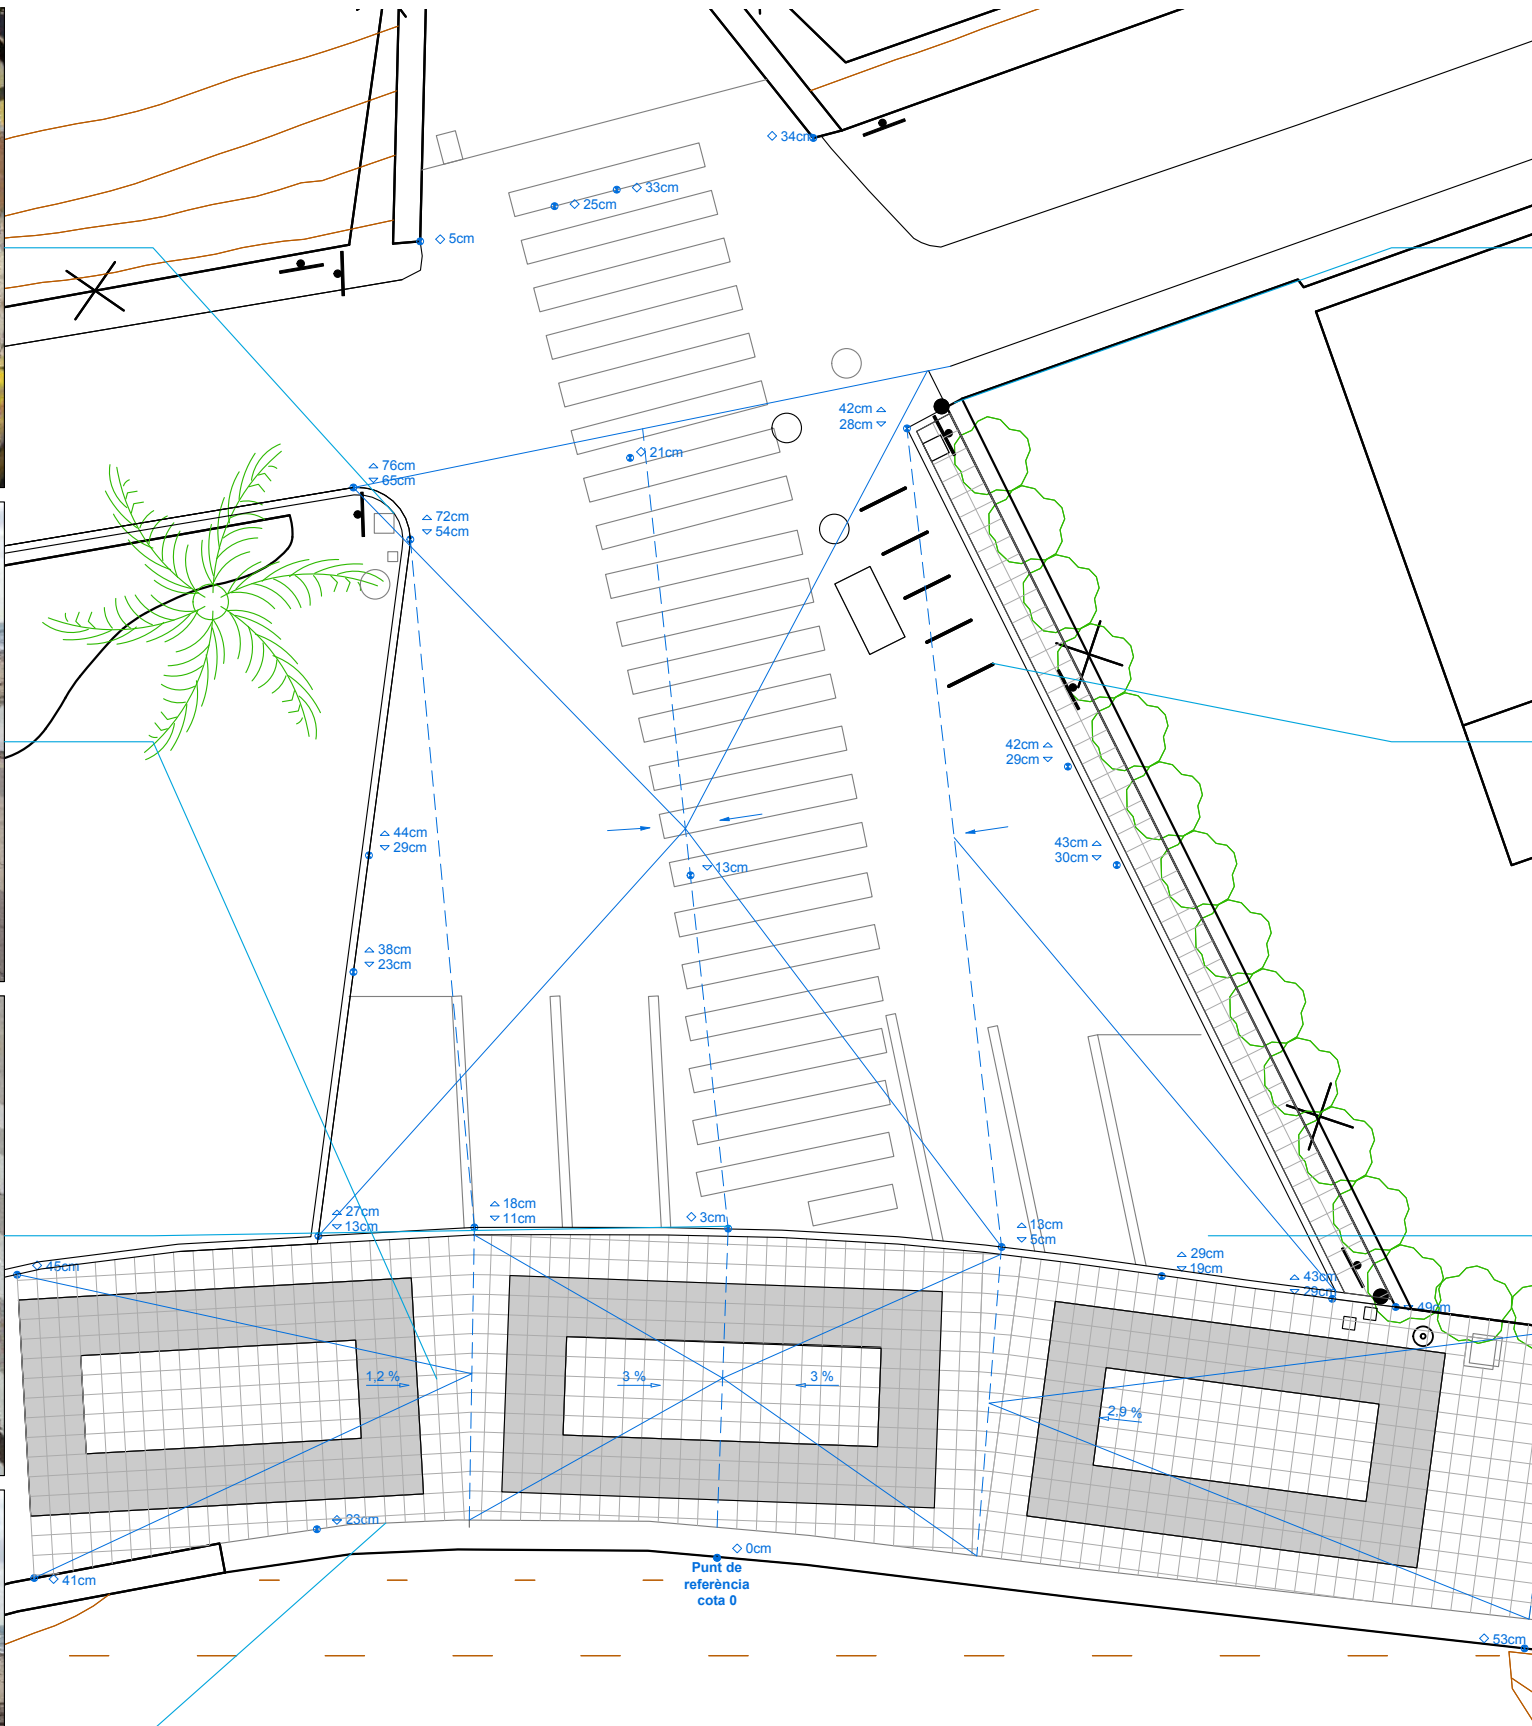 ◇ 34cm
◇ 33cm
◇ 25cm
◇ 5cm
42cm △
28cm ▽
◇ 21cm
△ 76cm
▽ 65cm
△ 72cm
▽ 54cm
42cm △
29cm ▽
△ 44cm
▽ 29cm
43cm △
30cm ▽
▽ 13cm
△ 38cm
▽ 23cm
△ 18cm
▽ 11cm
△ 27cm
▽ 13cm
◇ 3cm
△ 13cm
▽ 5cm
△ 29cm
▽ 19cm
◇ 45cm
△ 43cm
▽ 29cm
▽ 49cm
1,2 %
3 %
3 %
2,9 %
◇ 23cm
◇ 0cm
Punt de
referència
cota 0
◇ 41cm
◇ 53cm